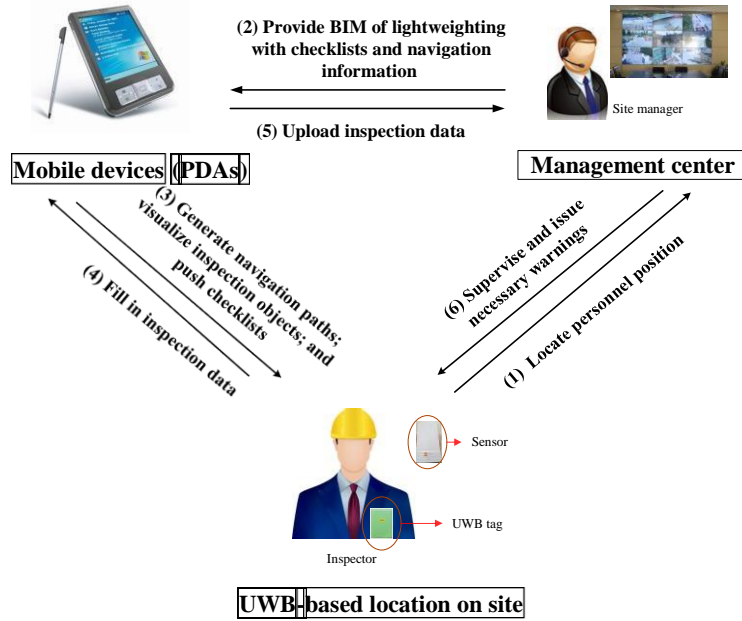 (2) Provide BIM of lightweighting
with checklists and navigation
information
Site manager
(5) Upload inspection data
Mobile devices (PDAs)
Management center
(3) Generate navigation paths;
visualize inspection objects; and
push checklists
(4) Fill in inspection data
(6) Supervise and issue
necessary warnings
(1) Locate personnel position
Sensor
UWB tag
Inspector
UWB-based location on site